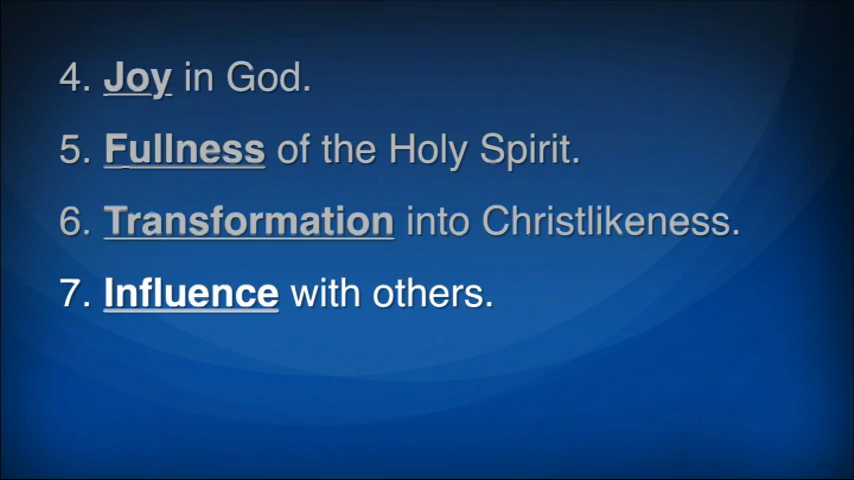 4. Joy in God.
5. Fullness of the Holy Spirit.
6. Transformation into Christlikeness.
7. Influence with others.